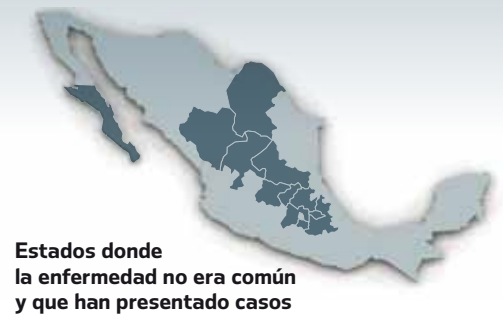 Estados donde
la enfermedad no era común
y que han presentado casos